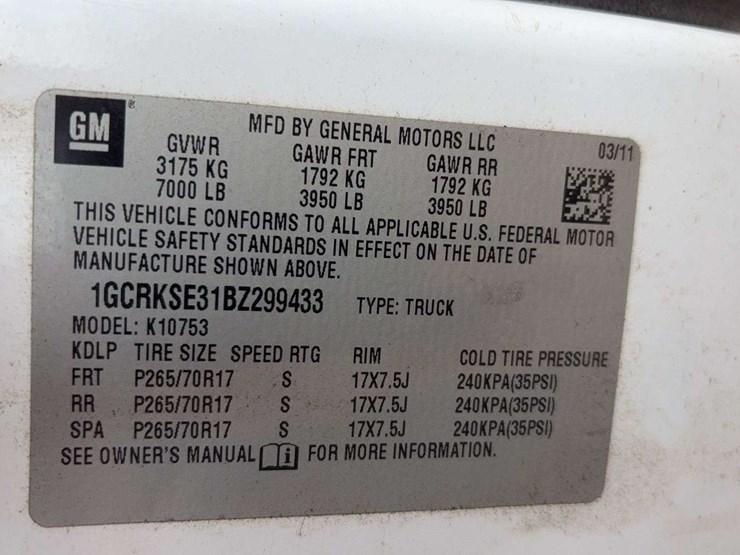 GM ®
MFD BY GENERAL MOTORS LLC 03/11
GVWR GAWR FRT GAWR RR
3175 KG 1792 KG 1792 KG
7000 LB 3950 LB 3950 LB
THIS VEHICLE CONFORMS TO ALL APPLICABLE U.S. FEDERAL MOTOR
VEHICLE SAFETY STANDARDS IN EFFECT ON THE DATE OF
MANUFACTURE SHOWN ABOVE.
1GCRKSE31BZ299433 TYPE: TRUCK
MODEL: K10753
KDLP TIRE SIZE SPEED RTG RIM COLD TIRE PRESSURE
FRT P265/70R17 S 17X7.5J 240KPA(35PSI)
RR P265/70R17 S 17X7.5J 240KPA(35PSI)
SPA P265/70R17 S 17X7.5J 240KPA(35PSI)
SEE OWNER'S MANUAL i FOR MORE INFORMATION.